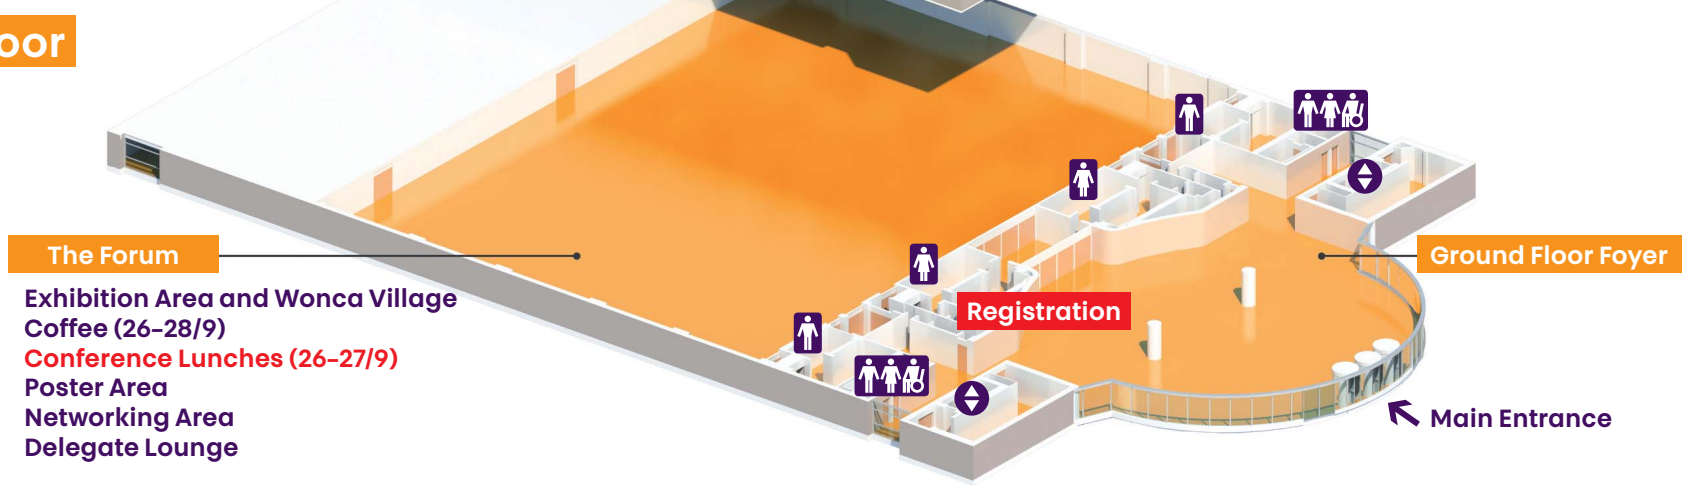 The Forum
Exhibition Area and Wonca Village
Coffee (26–28/9)
Conference Lunches (26–27/9)
Poster Area
Networking Area
Delegate Lounge
Registration
Ground Floor Foyer
Main Entrance